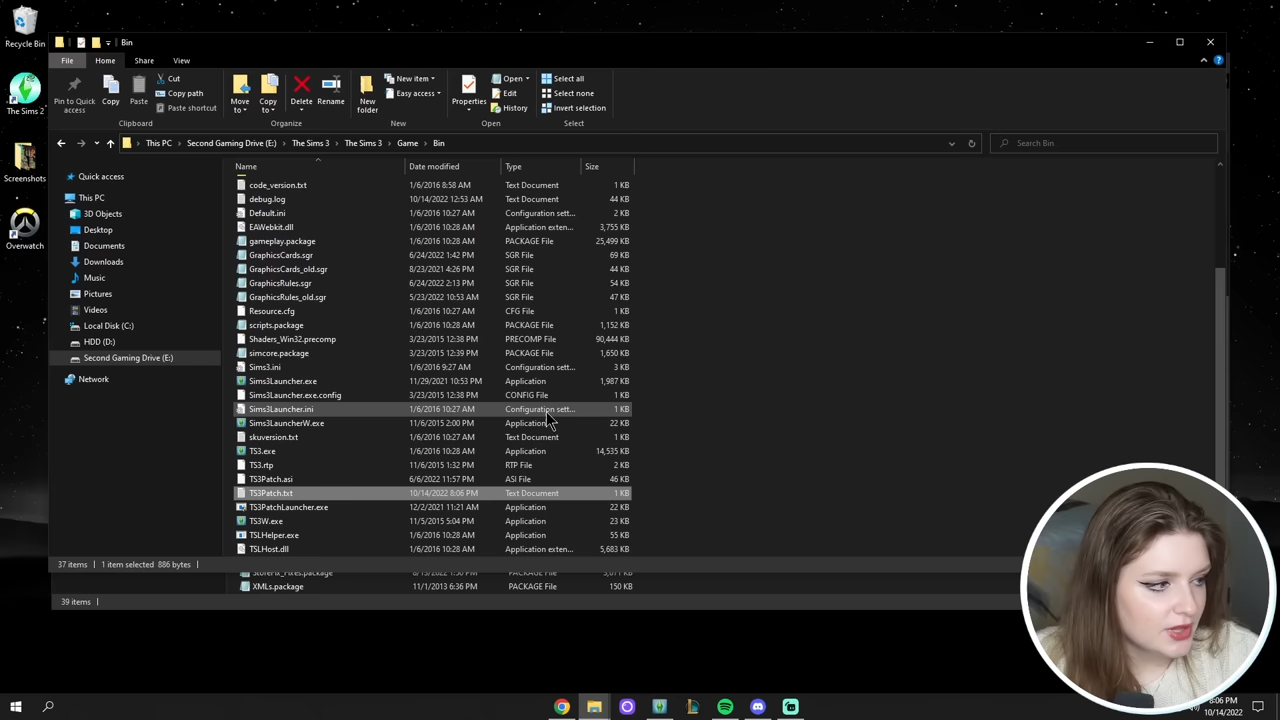 Recycle Bin
The Sims 2
Screenshots
Overwatch
Bin
File Home Share View
Pin to Quick access
Copy
Paste
Cut
Copy path
Paste shortcut
Clipboard
Move to
Copy to
Delete
Rename
Organize
New folder
New item
Easy access
New
Properties
Open
Edit
History
Open
Select all
Select none
Invert selection
Select
This PC > Second Gaming Drive (E:) > The Sims 3 > The Sims 3 > Game > Bin
Search Bin
Quick access
This PC
3D Objects
Desktop
Documents
Downloads
Music
Pictures
Videos
Local Disk (C:)
HDD (D:)
Second Gaming Drive (E:)
Network
Name Date modified Type Size
code_version.txt 1/6/2016 8:58 AM Text Document 1 KB
debug.log 10/14/2022 12:53 AM Text Document 44 KB
Default.ini 1/6/2016 10:27 AM Configuration sett... 2 KB
EAWebkit.dll 1/6/2016 10:28 AM Application exten... 3,755 KB
gameplay.package 1/6/2016 10:28 AM PACKAGE File 25,499 KB
GraphicsCards.sgr 6/24/2022 1:42 PM SGR File 69 KB
GraphicsCards_old.sgr 8/23/2021 4:26 PM SGR File 44 KB
GraphicsRules.sgr 6/24/2022 2:13 PM SGR File 54 KB
GraphicsRules_old.sgr 5/23/2022 10:53 AM SGR File 47 KB
Resource.cfg 1/6/2016 10:27 AM CFG File 1 KB
scripts.package 1/6/2016 10:28 AM PACKAGE File 1,152 KB
Shaders_Win32.precomp 3/23/2015 12:38 PM PRECOMP File 90,444 KB
simcore.package 3/23/2015 12:39 PM PACKAGE File 1,650 KB
Sims3.ini 1/6/2016 9:27 AM Configuration sett... 3 KB
Sims3Launcher.exe 11/29/2021 10:53 PM Application 1,987 KB
Sims3Launcher.exe.config 3/23/2015 12:38 PM CONFIG File 1 KB
Sims3Launcher.ini 1/6/2016 10:27 AM Configuration sett... 1 KB
Sims3LauncherW.exe 11/6/2015 2:00 PM Application 22 KB
skuversion.txt 1/6/2016 10:27 AM Text Document 1 KB
TS3.exe 1/6/2016 10:28 AM Application 14,535 KB
TS3.rtp 11/6/2015 1:32 PM RTP File 2 KB
TS3Patch.asi 6/6/2022 11:57 PM ASI File 46 KB
TS3Patch.txt 10/14/2022 8:06 PM Text Document 1 KB
TS3PatchLauncher.exe 12/2/2021 11:21 AM Application 22 KB
TS3W.exe 11/5/2015 5:04 PM Application 23 KB
TSLHelper.exe 1/6/2016 10:28 AM Application 55 KB
TSLHost.dll 1/6/2016 10:28 AM Application exten... 5,683 KB
37 items 1 item selected 886 bytes
XMLs.package 11/1/2013 6:36 PM PACKAGE File 150 KB
39 items
8:06 PM
10/14/2022